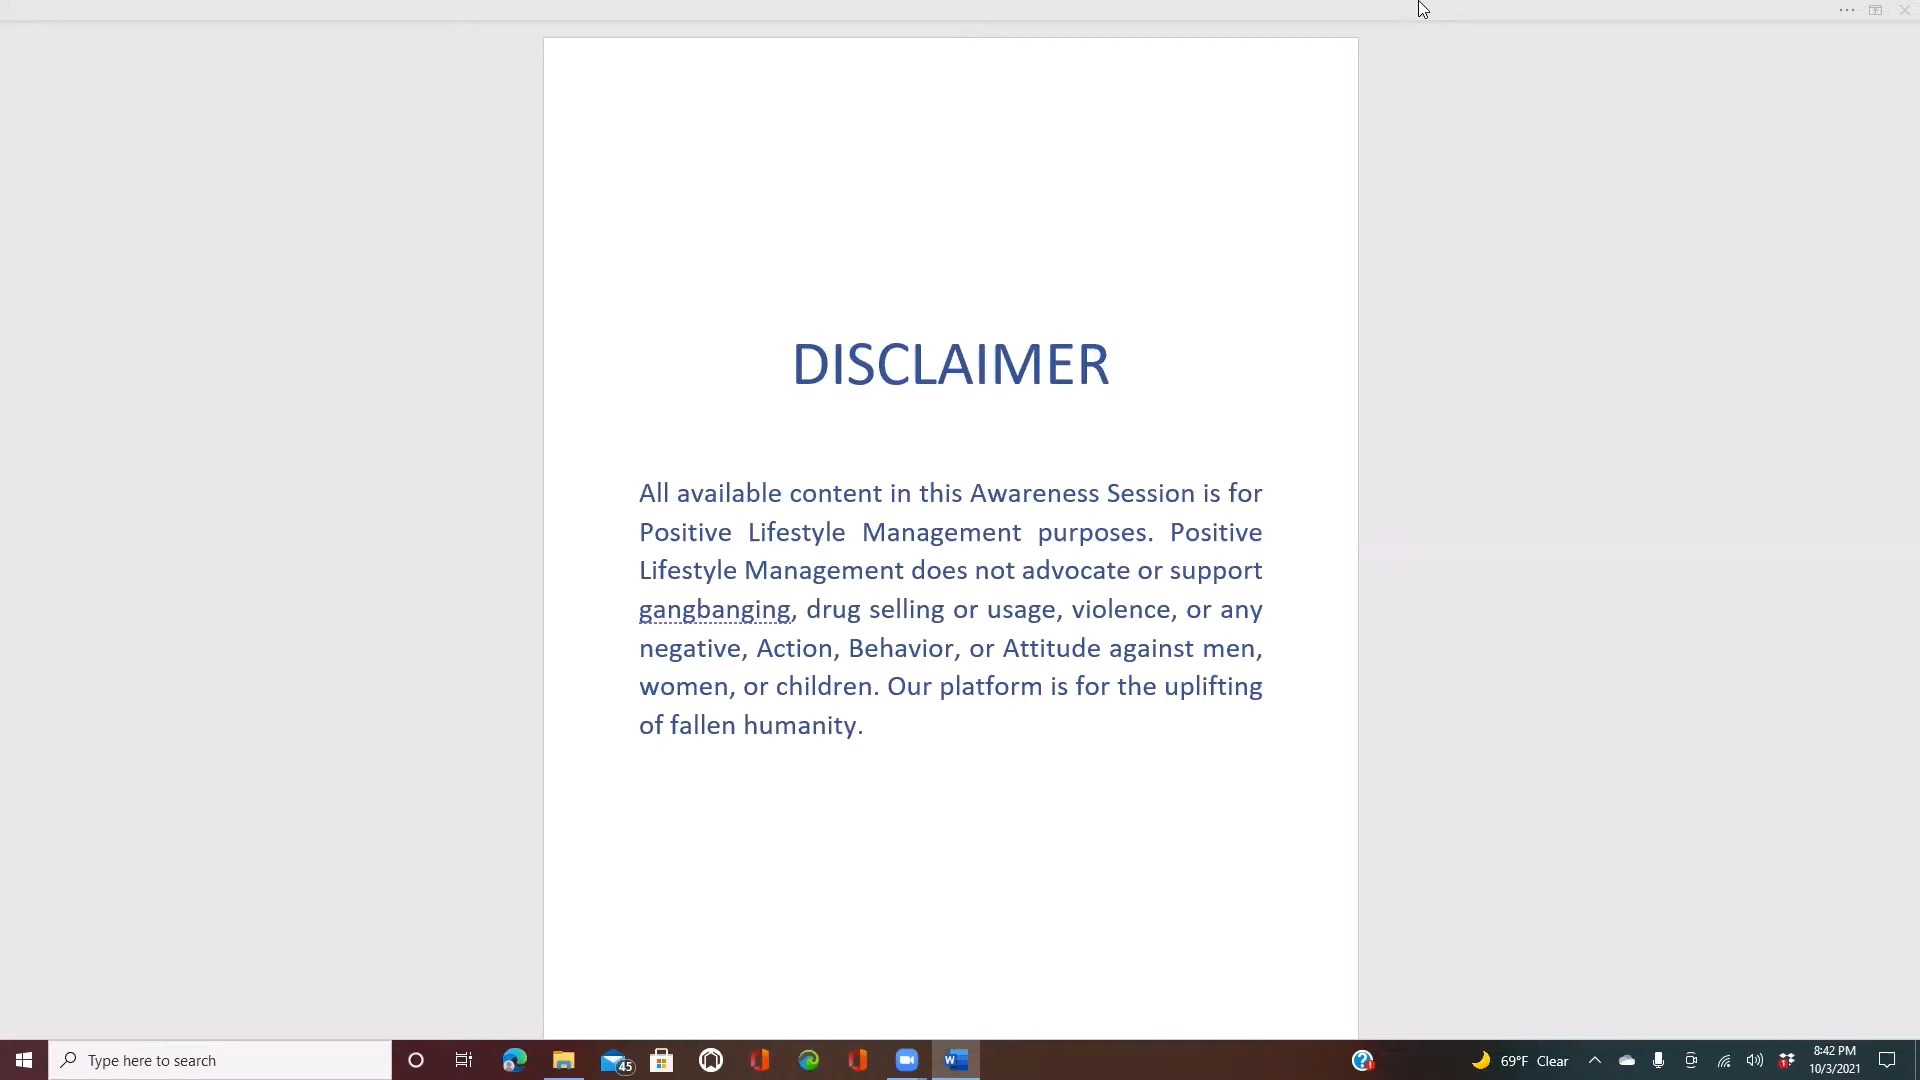 DISCLAIMER
All available content in this Awareness Session is for
Positive Lifestyle Management purposes. Positive
Lifestyle Management does not advocate or support
gangbanging, drug selling or usage, violence, or any
negative, Action, Behavior, or Attitude against men,
women, or children. Our platform is for the uplifting
of fallen humanity.
Type here to search
45
W
69°F Clear
1
8:42 PM
10/3/2021